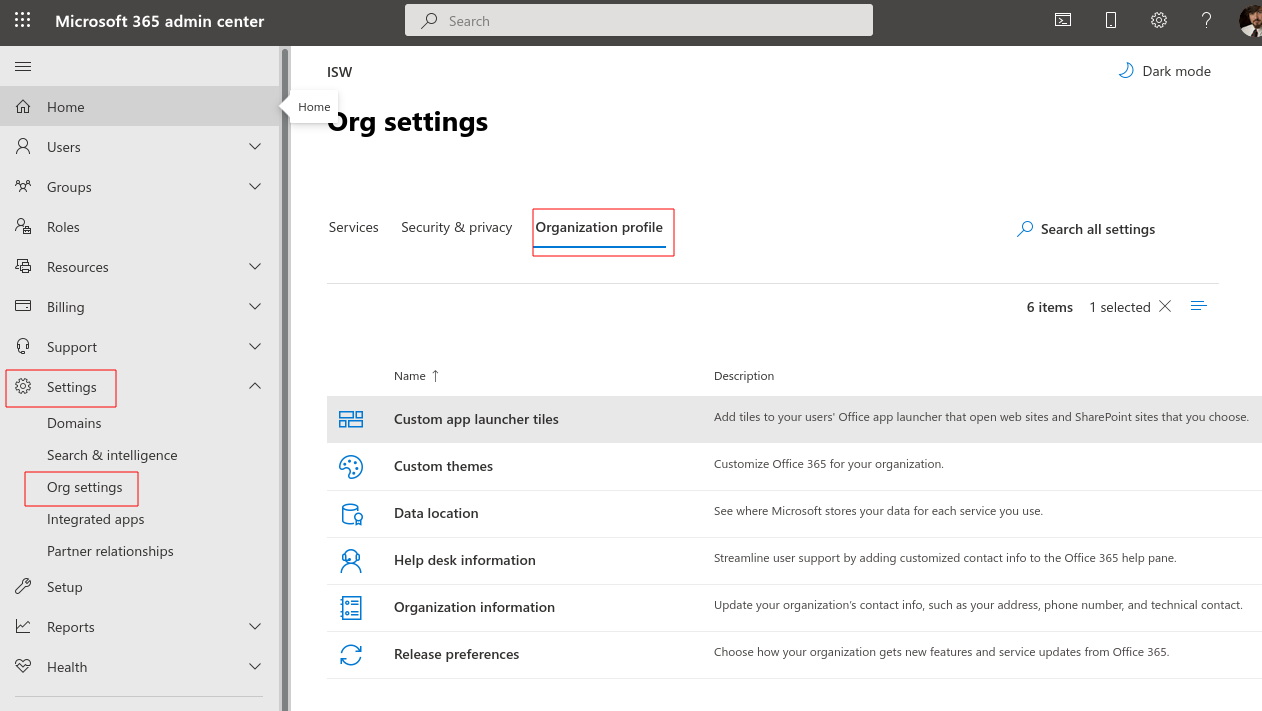 Microsoft 365 admin center
Search
?
Home
Users
Groups
Roles
Resources
Billing
Support
Settings
Domains
Search & intelligence
Org settings
Integrated apps
Partner relationships
Setup
Reports
Health
ISW
Dark mode
Home
Org settings
Services Security & privacy Organization profile
Search all settings
6 items 1 selected
Name ↑ Description
Custom app launcher tiles Add tiles to your users' Office app launcher that open web sites and SharePoint sites that you choose.
Custom themes Customize Office 365 for your organization.
Data location See where Microsoft stores your data for each service you use.
Help desk information Streamline user support by adding customized contact info to the Office 365 help pane.
Organization information Update your organization's contact info, such as your address, phone number, and technical contact.
Release preferences Choose how your organization gets new features and service updates from Office 365.